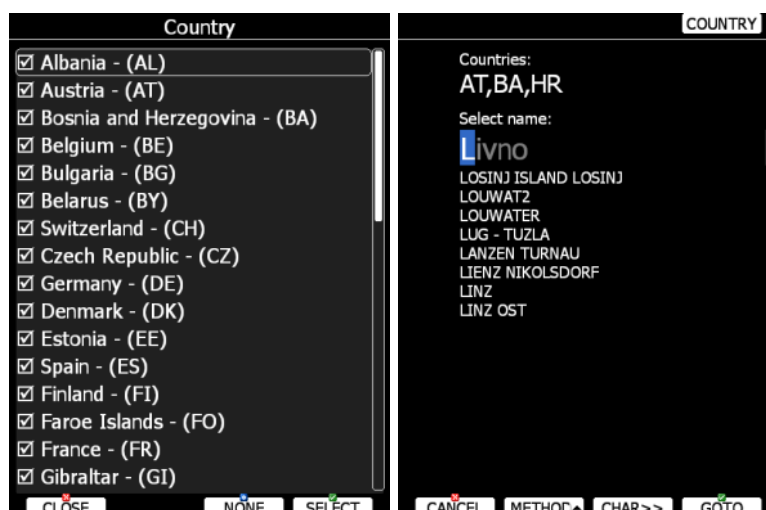 Country
Albania - (AL)
Austria - (AT)
Bosnia and Herzegovina - (BA)
Belgium - (BE)
Bulgaria - (BG)
Belarus - (BY)
Switzerland - (CH)
Czech Republic - (CZ)
Germany - (DE)
Denmark - (DK)
Estonia - (EE)
Spain - (ES)
Finland - (FI)
Faroe Islands - (FO)
France - (FR)
Gibraltar - (GI)
CLOSE NONE SELECT
COUNTRY
Countries:
AT,BA,HR
Select name:
Livno
LOSINJ ISLAND LOSINJ
LOUWAT2
LOUWATER
LUG - TUZLA
LANZEN TURNAU
LIENZ NIKOLSDORF
LINZ
LINZ OST
CANCEL METHOD CHAR>> GOTO